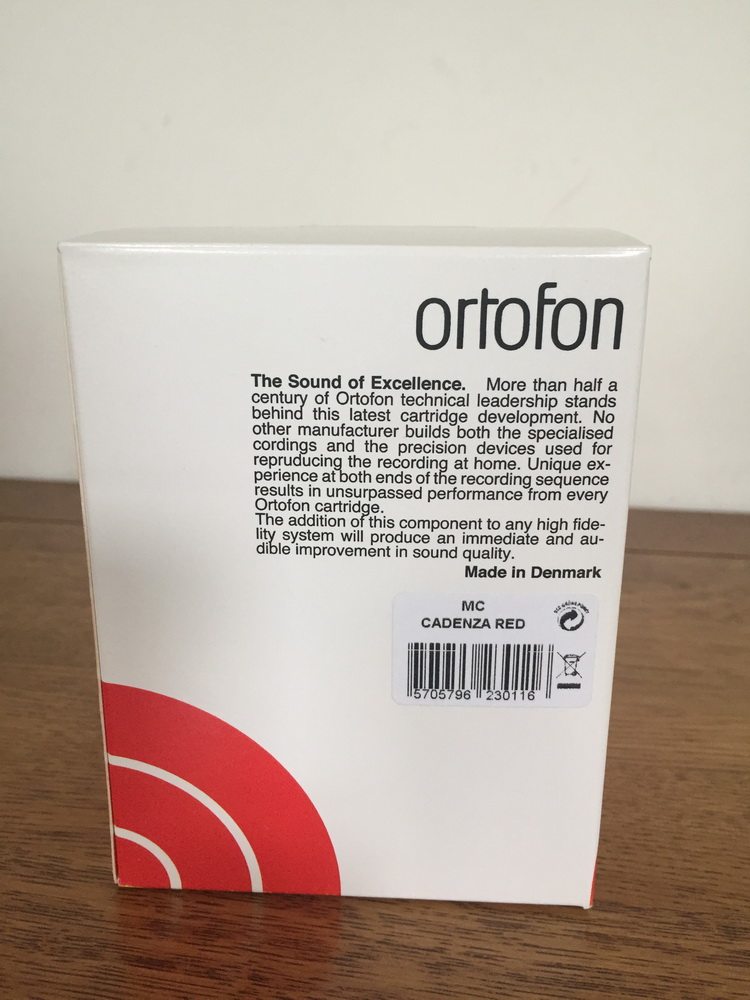 ortofon
The Sound of Excellence. More than half a
century of Ortofon technical leadership stands
behind this latest cartridge development. No
other manufacturer builds both the specialised
cordings and the precision devices used for
repruducing the recording at home. Unique ex-
perience at both ends of the recording sequence
results in unsurpassed performance from every
Ortofon cartridge.
The addition of this component to any high fide-
lity system will produce an immediate and au-
dible improvement in sound quality.
Made in Denmark
MC
CADENZA RED
DER GRÜNE PUNKT
5705796 230116